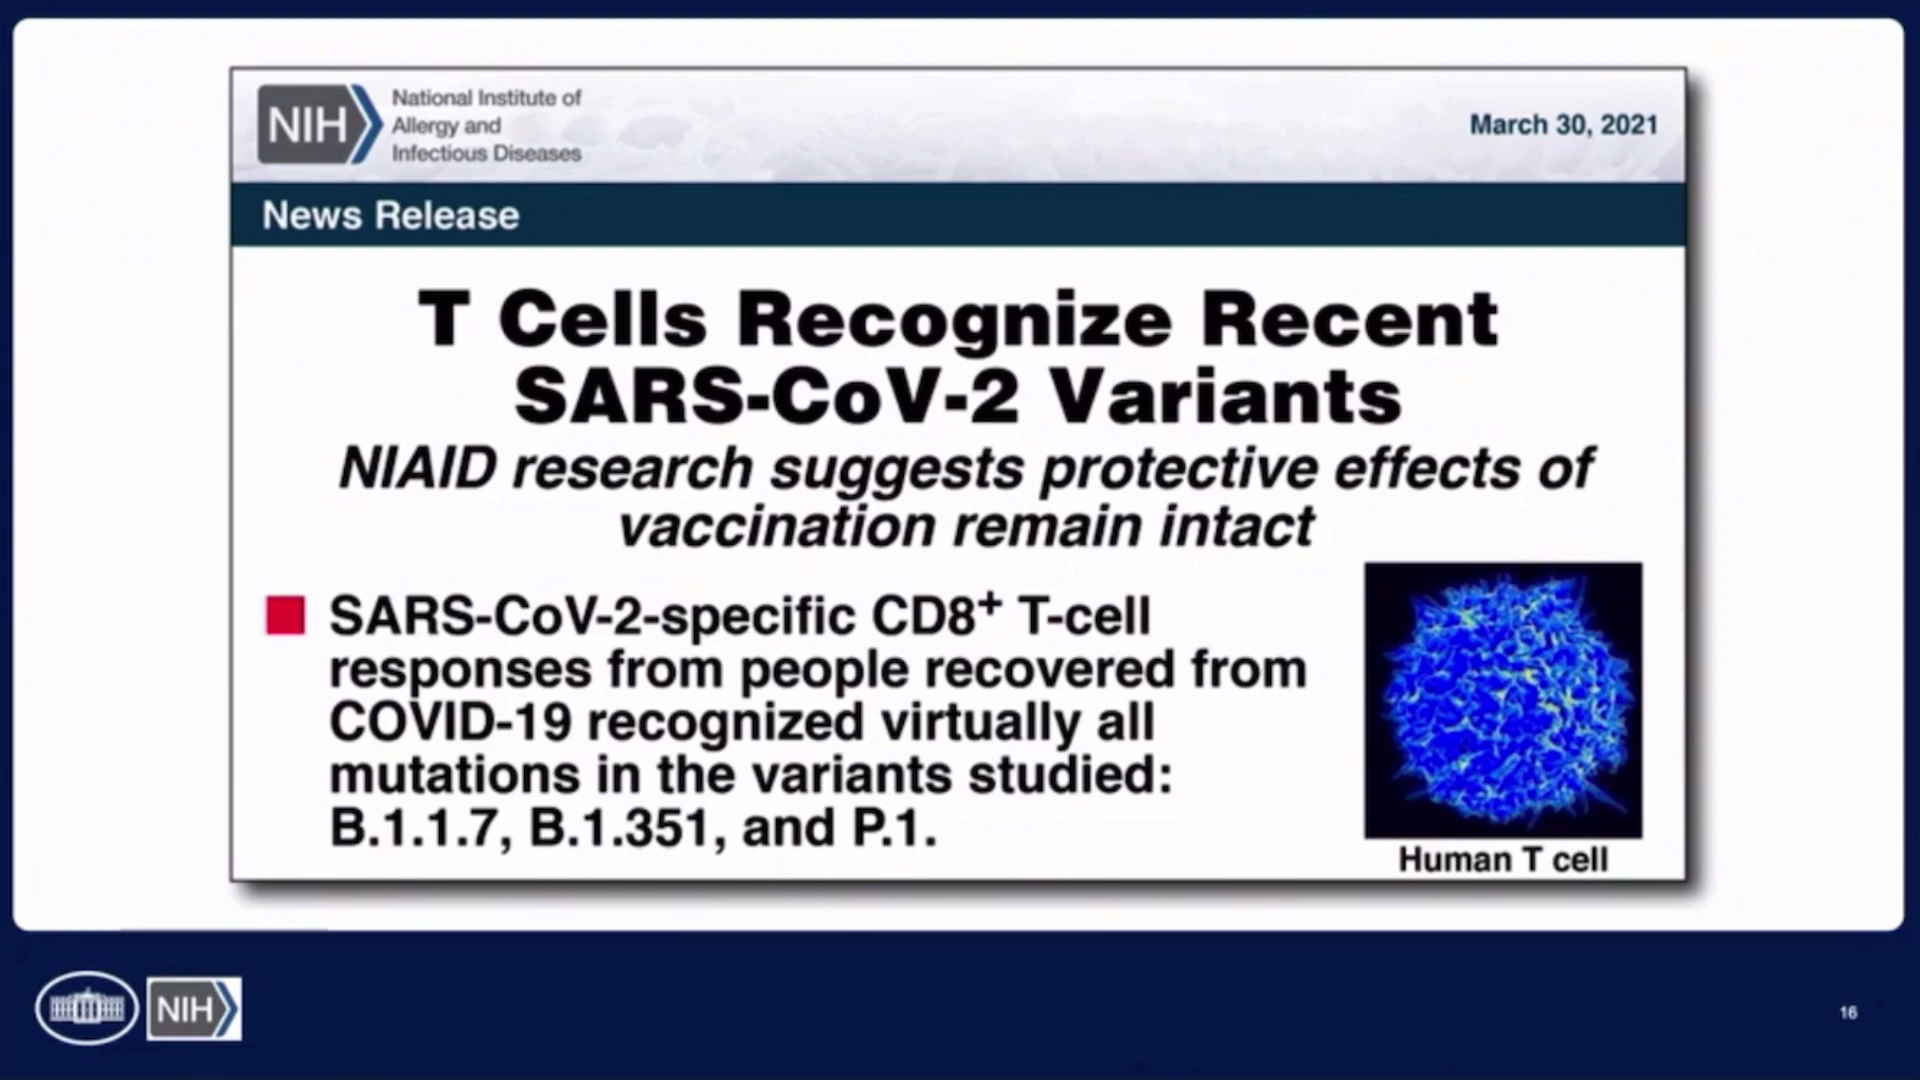 NIH
National Institute of
Allergy and
Infectious Diseases
March 30, 2021
News Release
T Cells Recognize Recent
SARS-CoV-2 Variants
NIAID research suggests protective effects of
vaccination remain intact
SARS-CoV-2-specific CD8⁺ T-cell
responses from people recovered from
COVID-19 recognized virtually all
mutations in the variants studied:
B.1.1.7, B.1.351, and P.1.
Human T cell
NIH
16